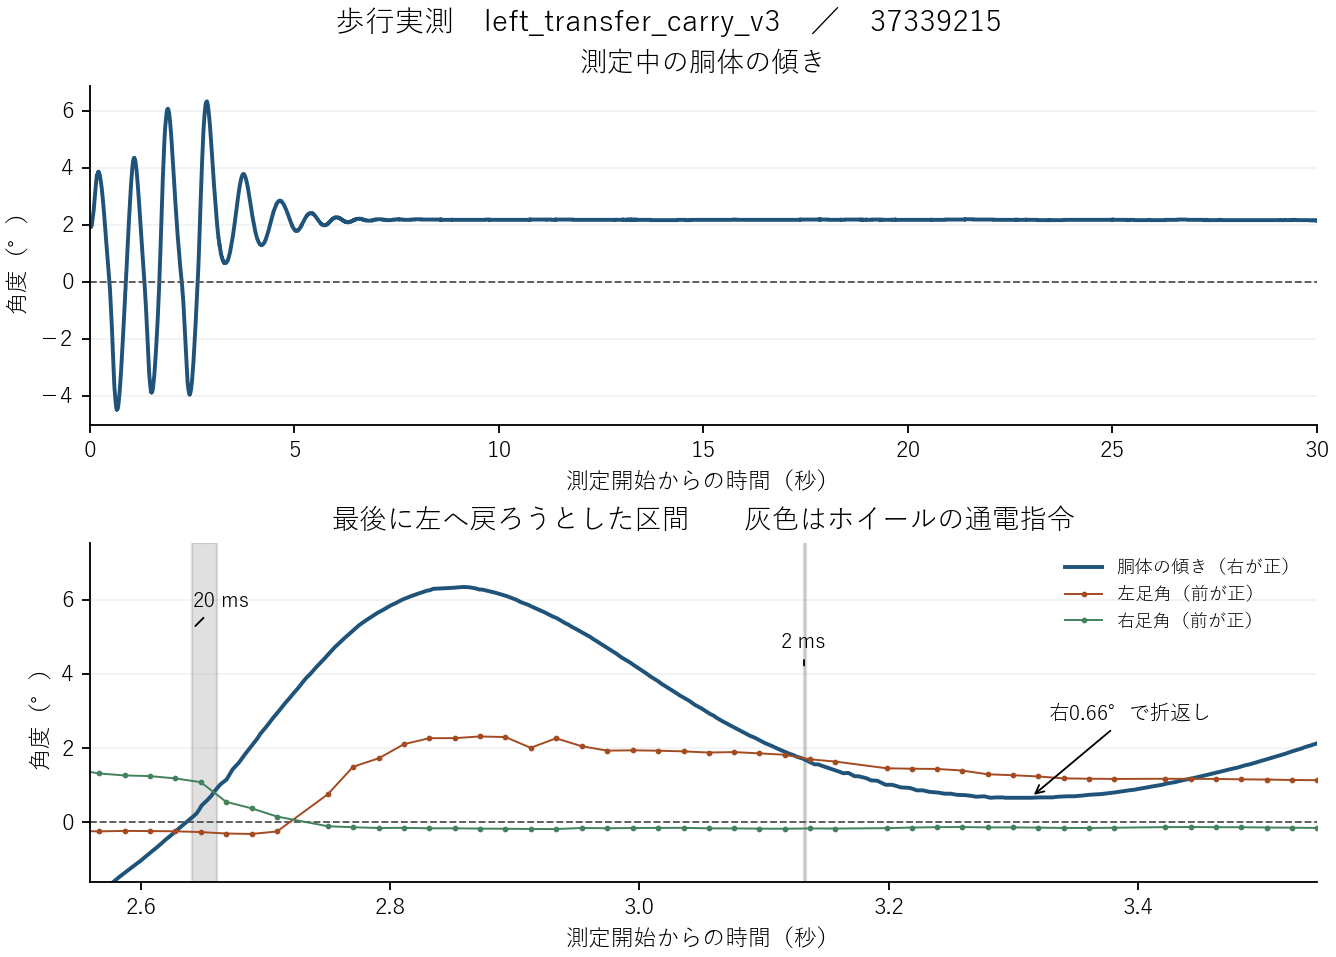 歩行実測　left_transfer_carry_v3　／　37339215
測定中の胴体の傾き
角度（°）
6
4
2
0
−2
−4
0 5 10 15 20 25 30
測定開始からの時間（秒）
最後に左へ戻ろうとした区間　　灰色はホイールの通電指令
角度（°）
6
4
2
0
20 ms
2 ms
右0.66°で折返し
胴体の傾き（右が正）
左足角（前が正）
右足角（前が正）
2.6 2.8 3.0 3.2 3.4
測定開始からの時間（秒）